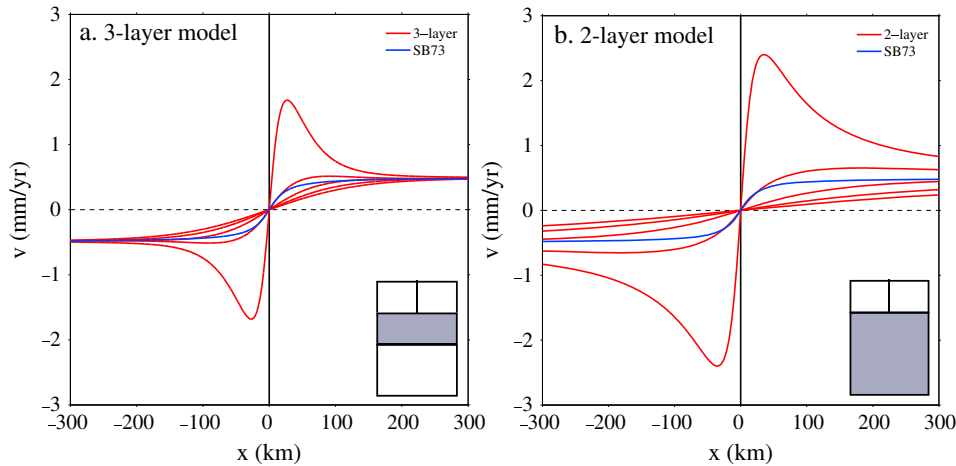 a. 3-layer model
3–layer
SB73
v (mm/yr)
3
2
1
0
−1
−2
−3
−300
−200
−100
0
100
200
300
x (km)
b. 2-layer model
2–layer
SB73
v (mm/yr)
3
2
1
0
−1
−2
−3
−300
−200
−100
0
100
200
300
x (km)